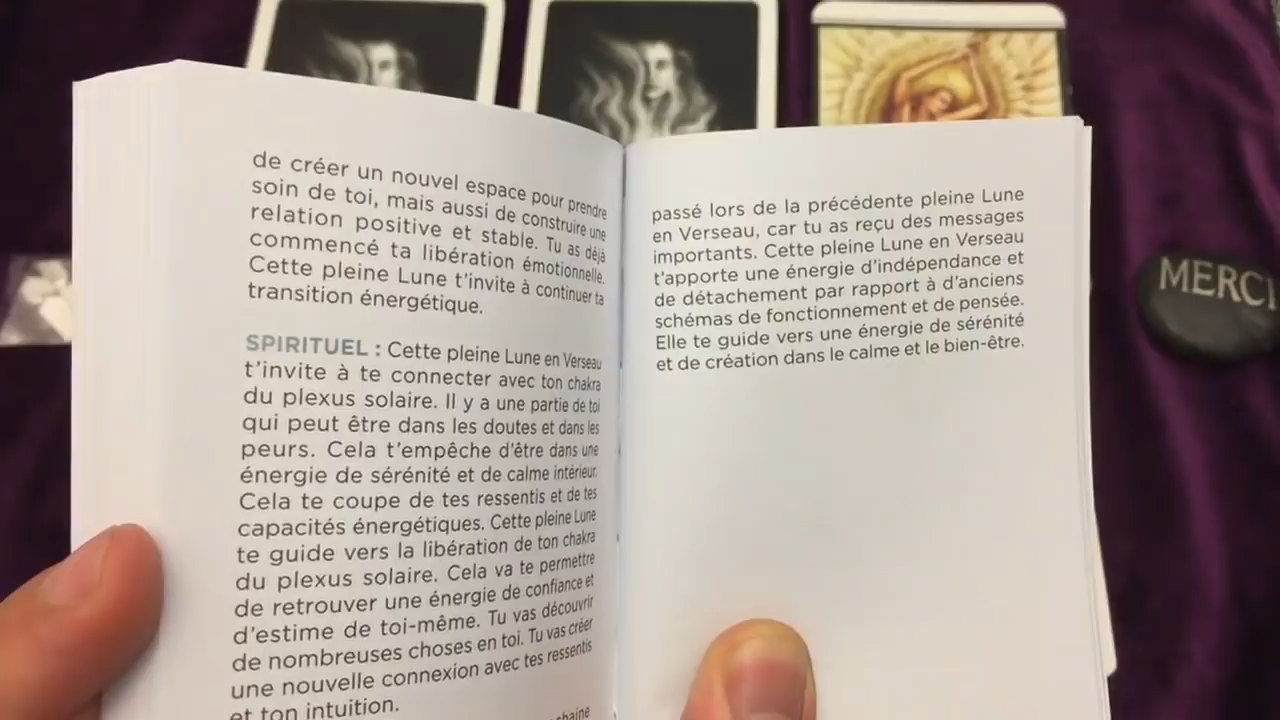 de créer un nouvel espace pour prendre
soin de toi, mais aussi de construire une
relation positive et stable. Tu as déjà
commencé ta libération émotionnelle.
Cette pleine Lune t'invite à continuer ta
transition énergétique.
SPIRITUEL : Cette pleine Lune en Verseau
t'invite à te connecter avec ton chakra
du plexus solaire. Il y a une partie de toi
qui peut être dans les doutes et dans les
peurs. Cela t'empêche d'être dans une
énergie de sérénité et de calme intérieur.
Cela te coupe de tes ressentis et de tes
capacités énergétiques. Cette pleine Lune
te guide vers la libération de ton chakra
du plexus solaire. Cela va te permettre
de retrouver une énergie de confiance et
d'estime de toi-même. Tu vas découvrir
de nombreuses choses en toi. Tu vas créer
une nouvelle connexion avec tes ressentis
et ton intuition.
passé lors de la précédente pleine Lune
en Verseau, car tu as reçu des messages
importants. Cette pleine Lune en Verseau
t'apporte une énergie d'indépendance et
de détachement par rapport à d'anciens
schémas de fonctionnement et de pensée.
Elle te guide vers une énergie de sérénité
et de création dans le calme et le bien-être.
MERCI